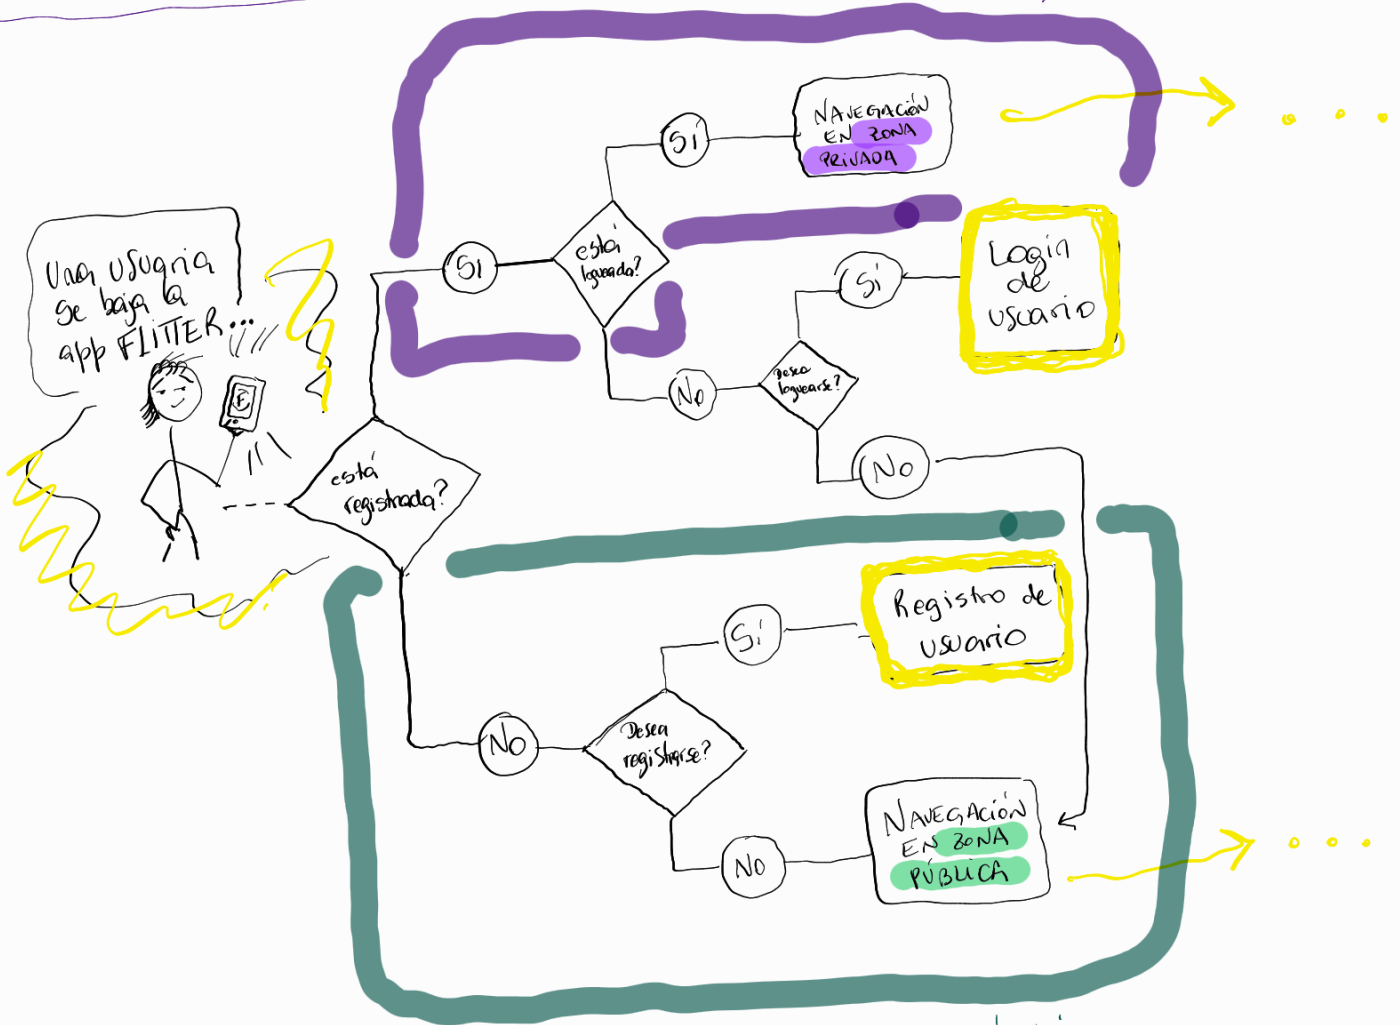 Una usuaria
se baja la
app FLITTER...
F
está
registrada?
Sí
está
logueada?
Sí
NAVEGACIÓN
EN ZONA
PRIVADA
No
Desea
loguearse?
Sí
Login
de
usuario
No
No
Desea
registrarse?
Sí
Registro de
usuario
No
NAVEGACIÓN
EN ZONA
PÚBLICA